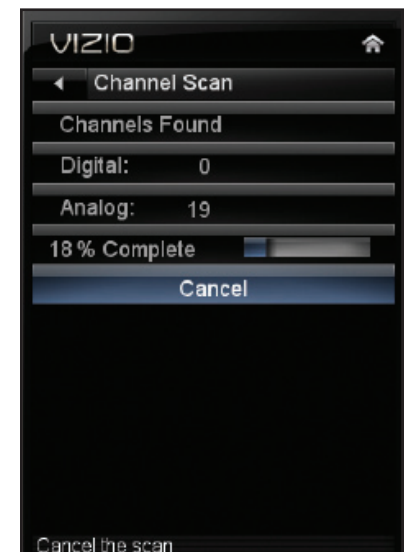 VIZIO
Channel Scan
Channels Found
Digital: 0
Analog: 19
18 % Complete
Cancel
Cancel the scan